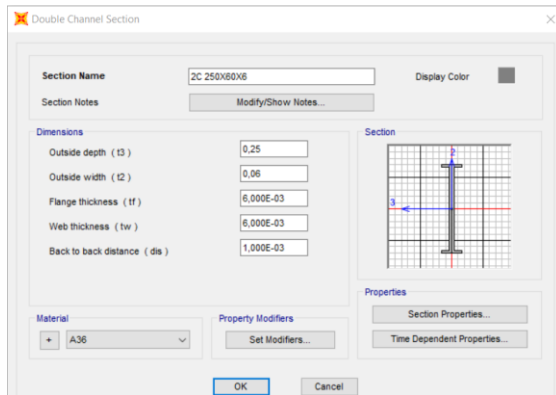 Double Channel Section
Section Name 2C 250X60X6 Display Color
Section Notes Modify/Show Notes...
Dimensions
Outside depth ( t3 ) 0,25
Outside width ( t2 ) 0,06
Flange thickness ( tf ) 6,000E-03
Web thickness ( tw ) 6,000E-03
Back to back distance ( dis ) 1,000E-03
Section
2
3
Properties
Section Properties...
Time Dependent Properties...
Material
+ A36
Property Modifiers
Set Modifiers...
OK Cancel